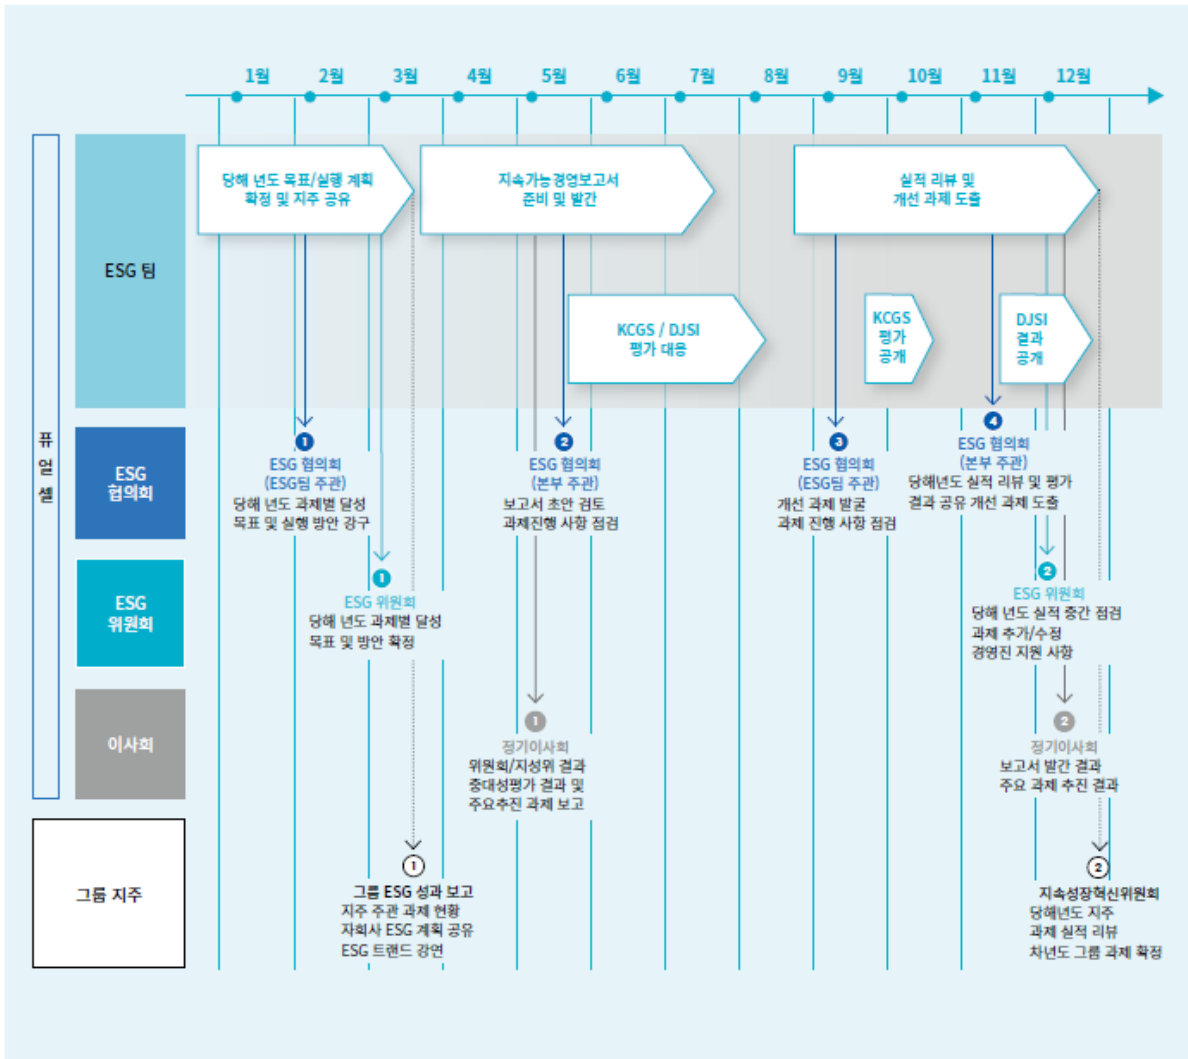 1월 2월 3월 4월 5월 6월 7월 8월 9월 10월 11월 12월
퓨얼셀
ESG 팀
당해 년도 목표/실행 계획
확정 및 지주 공유
지속가능경영보고서
준비 및 발간
실적 리뷰 및
개선 과제 도출
KCGS / DJSI
평가 대응
KCGS
평가
공개
DJSI
결과
공개
ESG
협의회
1
ESG 협의회
(ESG팀 주관)
당해 년도 과제별 달성
목표 및 실행 방안 강구
2
ESG 협의회
(본부 주관)
보고서 초안 검토
과제진행 사항 점검
3
ESG 협의회
(ESG팀 주관)
개선 과제 발굴
과제 진행 사항 점검
4
ESG 협의회
(본부 주관)
당해년도 실적 리뷰 및 평가
결과 공유 개선 과제 도출
ESG
위원회
1
ESG 위원회
당해 년도 과제별 달성
목표 및 방안 확정
2
ESG 위원회
당해 년도 실적 중간 점검
과제 추가/수정
경영진 지원 사항
이사회
1
정기이사회
위원회/지성위 결과
중대성평가 결과 및
주요추진 과제 보고
2
정기이사회
보고서 발간 결과
주요 과제 추진 결과
그룹 지주
1
그룹 ESG 성과 보고
지주 주관 과제 현황
자회사 ESG 계획 공유
ESG 트랜드 강연
2
지속성장혁신위원회
당해년도 지주
과제 실적 리뷰
차년도 그룹 과제 확정